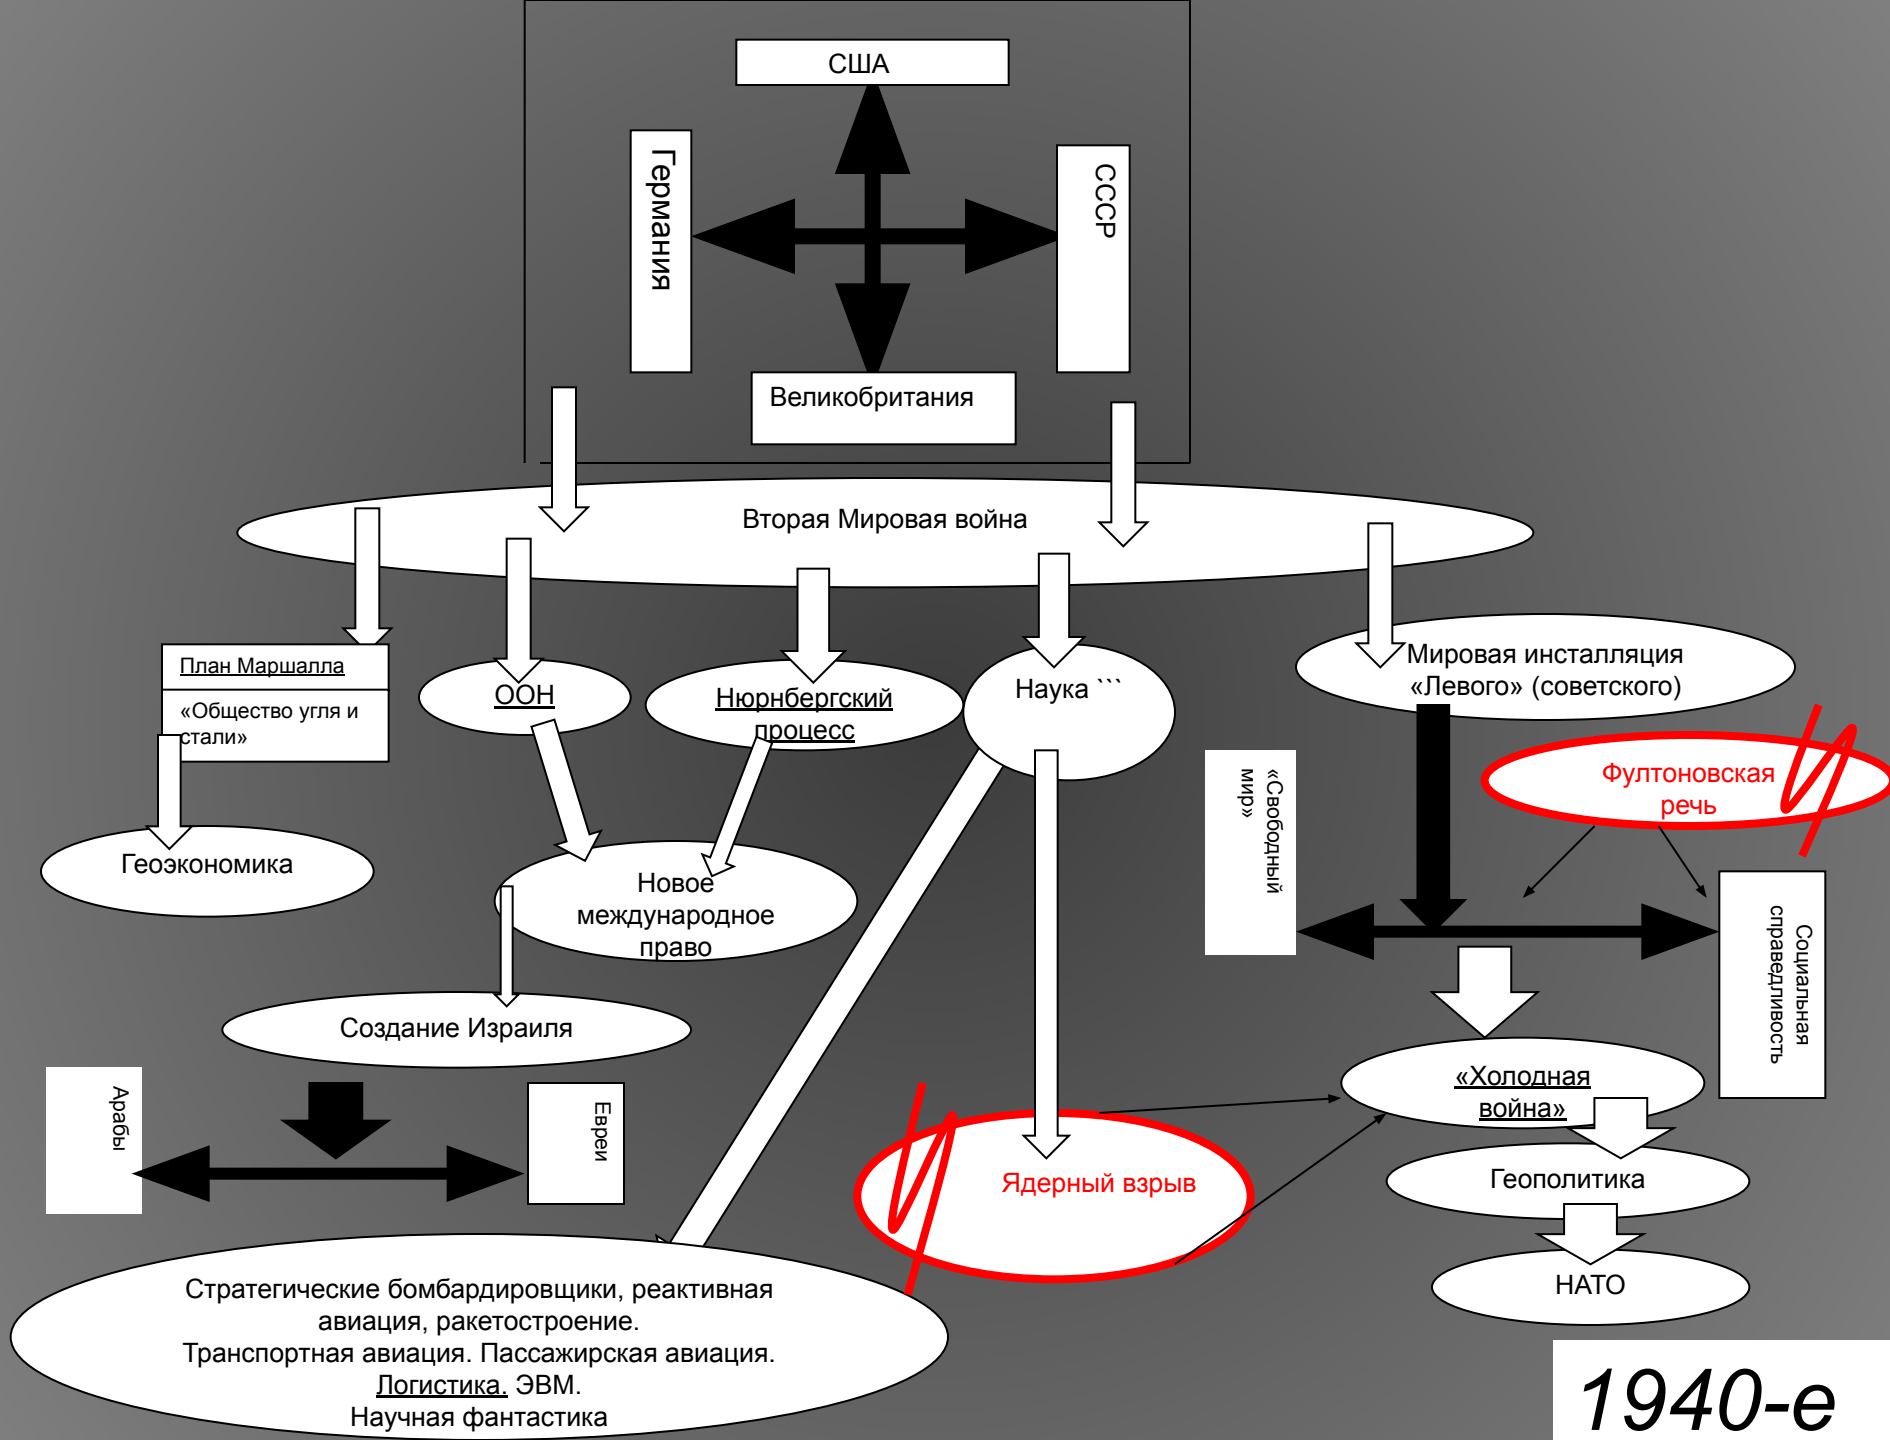 США
Германия
СССР
Великобритания
Вторая Мировая война
План Маршалла
«Общество угля и
стали»
ООН
Нюрнбергский
процесс
Наука ```
Мировая инсталляция
«Левого» (советского)
«Свободный
мир»
Фултоновская
речь
Геоэкономика
Новое
международное
право
Социальная
справедливость
Создание Израиля
«Холодная
война»
Арабы
Евреи
Ядерный взрыв
Геополитика
НАТО
Стратегические бомбардировщики, реактивная
авиация, ракетостроение.
Транспортная авиация. Пассажирская авиация.
Логистика. ЭВМ.
Научная фантастика
1940-е